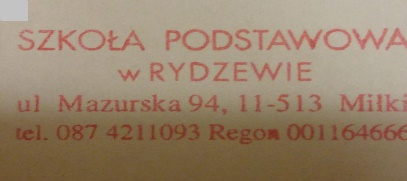 SZKOŁA PODSTAWOWA
w RYDZEWIE
ul Mazurska 94, 11-513 Miłki
tel. 087 4211093 Regon 001164666